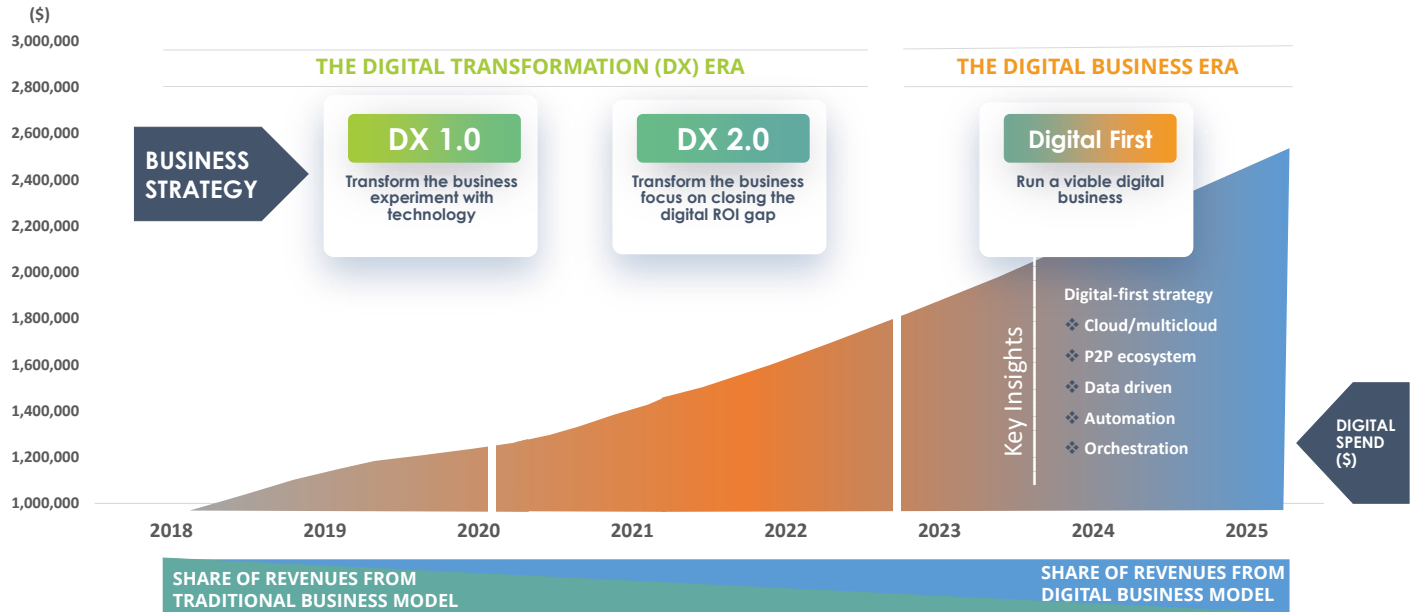 ($)
3,000,000
2,800,000
2,600,000
2,400,000
2,200,000
2,000,000
1,800,000
1,600,000
1,400,000
1,200,000
1,000,000
THE DIGITAL TRANSFORMATION (DX) ERA
THE DIGITAL BUSINESS ERA
BUSINESS
STRATEGY
DX 1.0
Transform the business
experiment with
technology
DX 2.0
Transform the business
focus on closing the
digital ROI gap
Digital First
Run a viable digital
business
Key Insights
Digital-first strategy
❖ Cloud/multicloud
❖ P2P ecosystem
❖ Data driven
❖ Automation
❖ Orchestration
DIGITAL
SPEND
($)
2018 2019 2020 2021 2022 2023 2024 2025
SHARE OF REVENUES FROM
TRADITIONAL BUSINESS MODEL
SHARE OF REVENUES FROM
DIGITAL BUSINESS MODEL